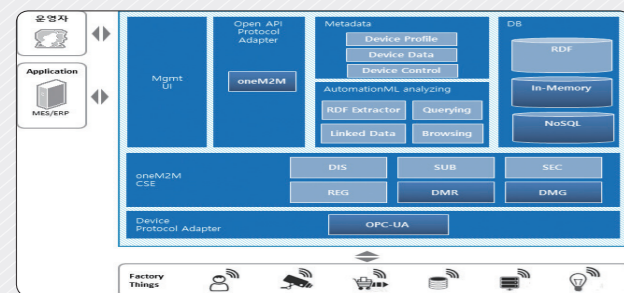 운영자
Application
MES/ERP
Mgmt
UI
Open API
Protocol
Adapter
oneM2M
Metadata
Device Profile
Device Data
Device Control
AutomationML analyzing
RDF Extractor
Querying
Linked Data
Browsing
DB
RDF
In-Memory
NoSQL
oneM2M
CSE
DIS
SUB
SEC
REG
DMR
DMG
Device
Protocol Adapter
OPC-UA
Factory
Things